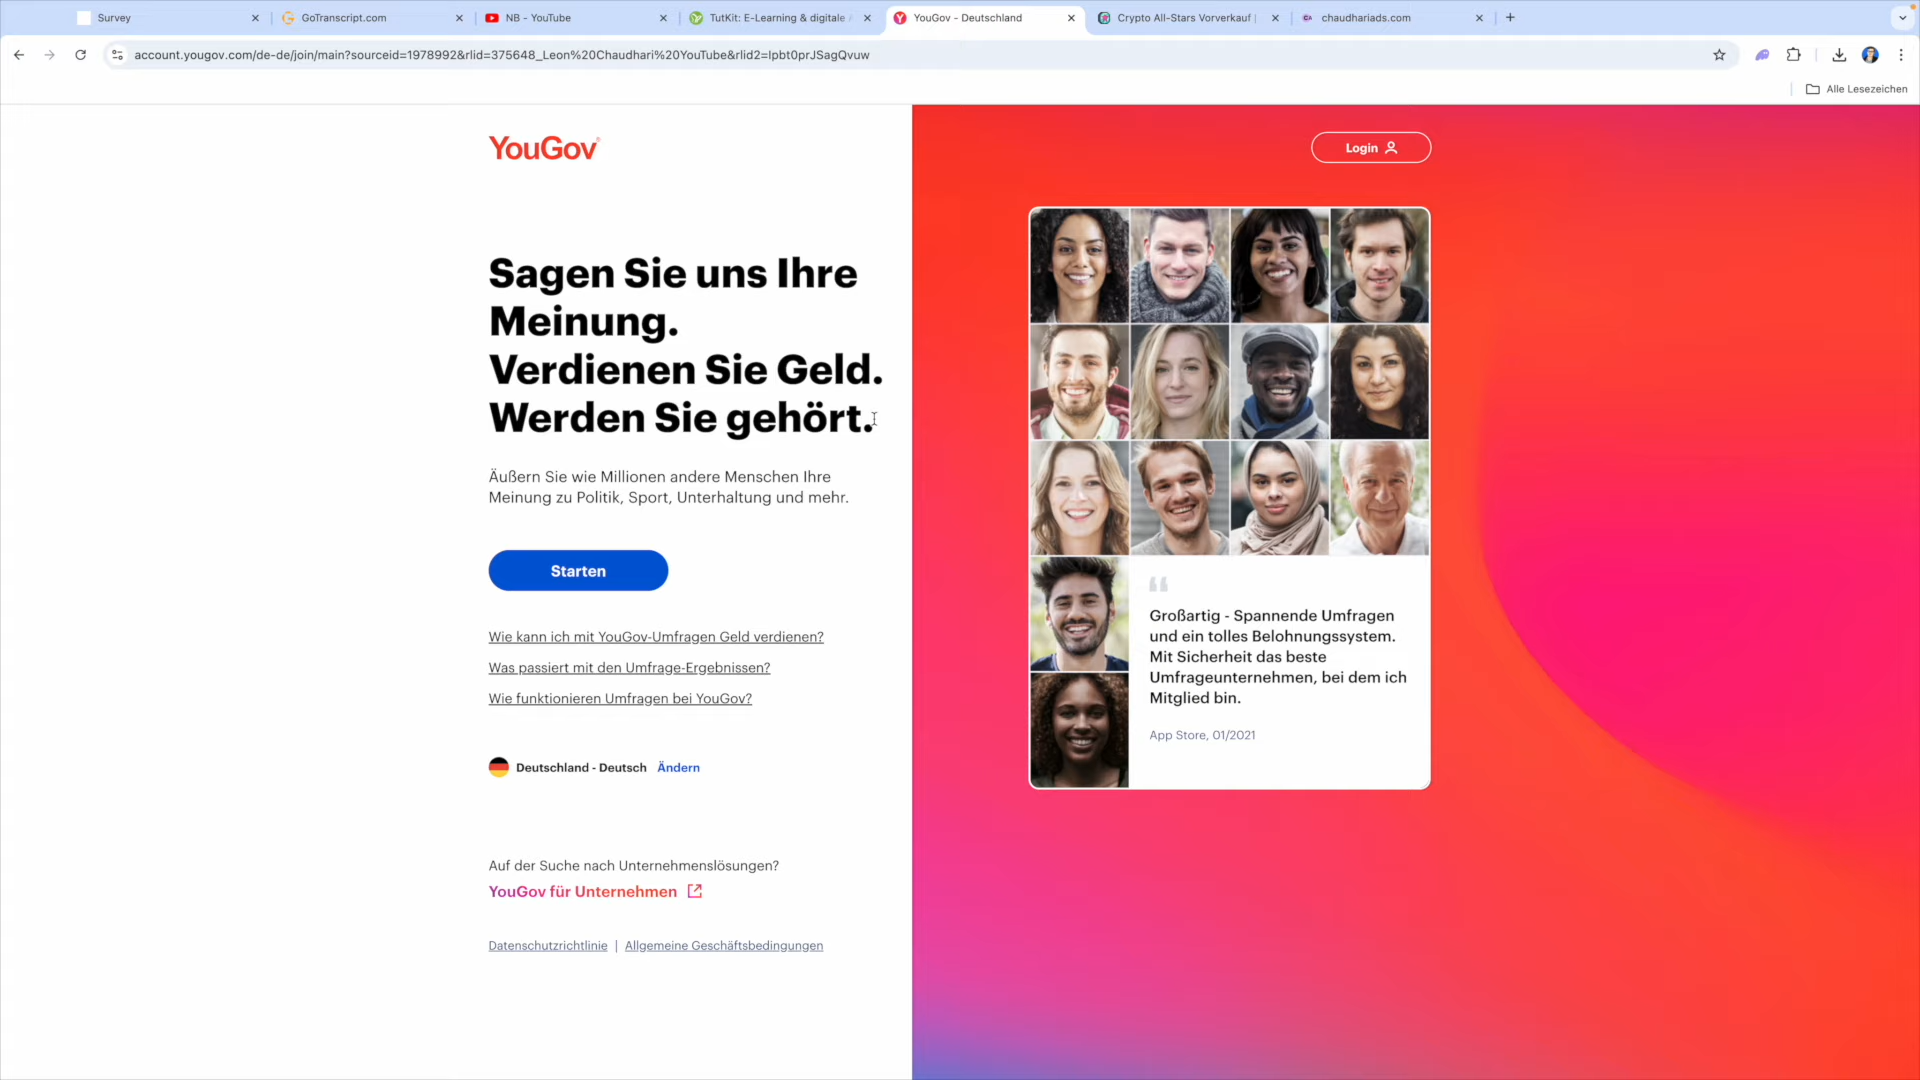 Survey
GoTranscript.com
NB - YouTube
TutKit: E-Learning & digitale
YouGov - Deutschland
Crypto All-Stars Vorverkauf |
CA
chaudhariads.com
account.yougov.com/de-de/join/main?sourceid=1978992&rlid=375648_Leon%20Chaudhari%20YouTube&rlid2=lpbt0prJSagQvuw
Alle Lesezeichen
YouGov
Login
Sagen Sie uns Ihre
Meinung.
Verdienen Sie Geld.
Werden Sie gehört.
Äußern Sie wie Millionen andere Menschen Ihre
Meinung zu Politik, Sport, Unterhaltung und mehr.
Starten
Wie kann ich mit YouGov-Umfragen Geld verdienen?
Was passiert mit den Umfrage-Ergebnissen?
Wie funktionieren Umfragen bei YouGov?
Deutschland - Deutsch Ändern
Auf der Suche nach Unternehmenslösungen?
YouGov für Unternehmen
Datenschutzrichtlinie | Allgemeine Geschäftsbedingungen
“
Großartig - Spannende Umfragen
und ein tolles Belohnungssystem.
Mit Sicherheit das beste
Umfrageunternehmen, bei dem ich
Mitglied bin.
App Store, 01/2021